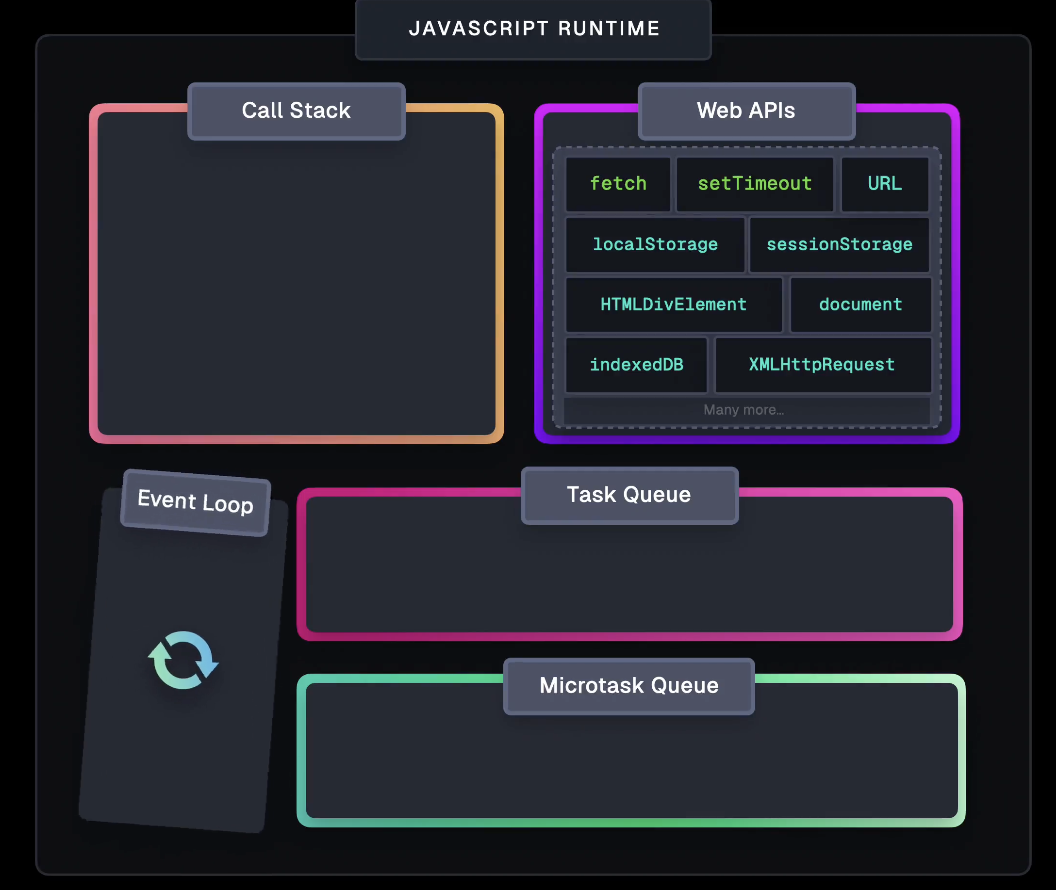 JAVASCRIPT RUNTIME
Call Stack
Web APIs
fetch
setTimeout
URL
localStorage
sessionStorage
HTMLDivElement
document
indexedDB
XMLHttpRequest
Many more...
Event Loop
Task Queue
Microtask Queue